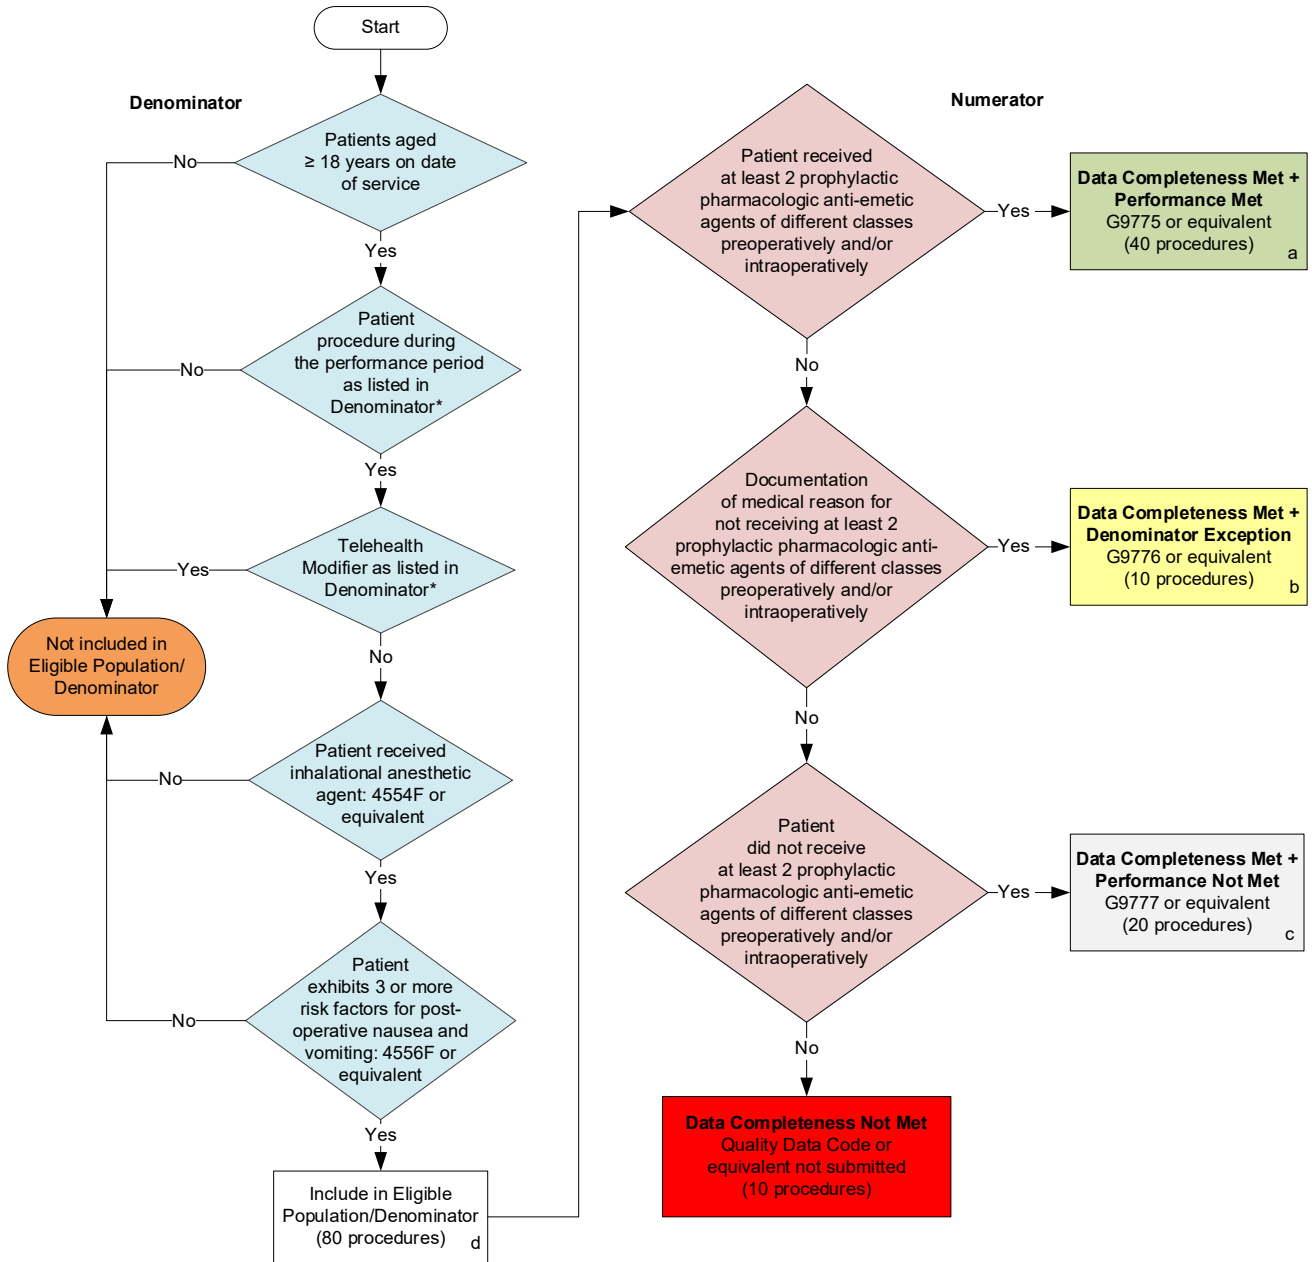 Start
Denominator
Patients aged
≥ 18 years on date
of service
No
Yes
Patient
procedure during
the performance period
as listed in
Denominator*
No
Yes
Telehealth
Modifier as listed in
Denominator*
Yes
No
Not included in
Eligible Population/
Denominator
Patient received
inhalational anesthetic
agent: 4554F or
equivalent
No
Yes
Patient
exhibits 3 or more
risk factors for post-
operative nausea and
vomiting: 4556F or
equivalent
No
Yes
Include in Eligible
Population/Denominator
(80 procedures)
d
Numerator
Patient received
at least 2 prophylactic
pharmacologic anti-emetic
agents of different classes
preoperatively and/or
intraoperatively
Yes
Data Completeness Met +
Performance Met
G9775 or equivalent
(40 procedures)
a
No
Documentation
of medical reason for
not receiving at least 2
prophylactic pharmacologic anti-
emetic agents of different classes
preoperatively and/or
intraoperatively
Yes
Data Completeness Met +
Denominator Exception
G9776 or equivalent
(10 procedures)
b
No
Patient
did not receive
at least 2 prophylactic
pharmacologic anti-emetic
agents of different classes
preoperatively and/or
intraoperatively
Yes
Data Completeness Met +
Performance Not Met
G9777 or equivalent
(20 procedures)
c
No
Data Completeness Not Met
Quality Data Code or
equivalent not submitted
(10 procedures)